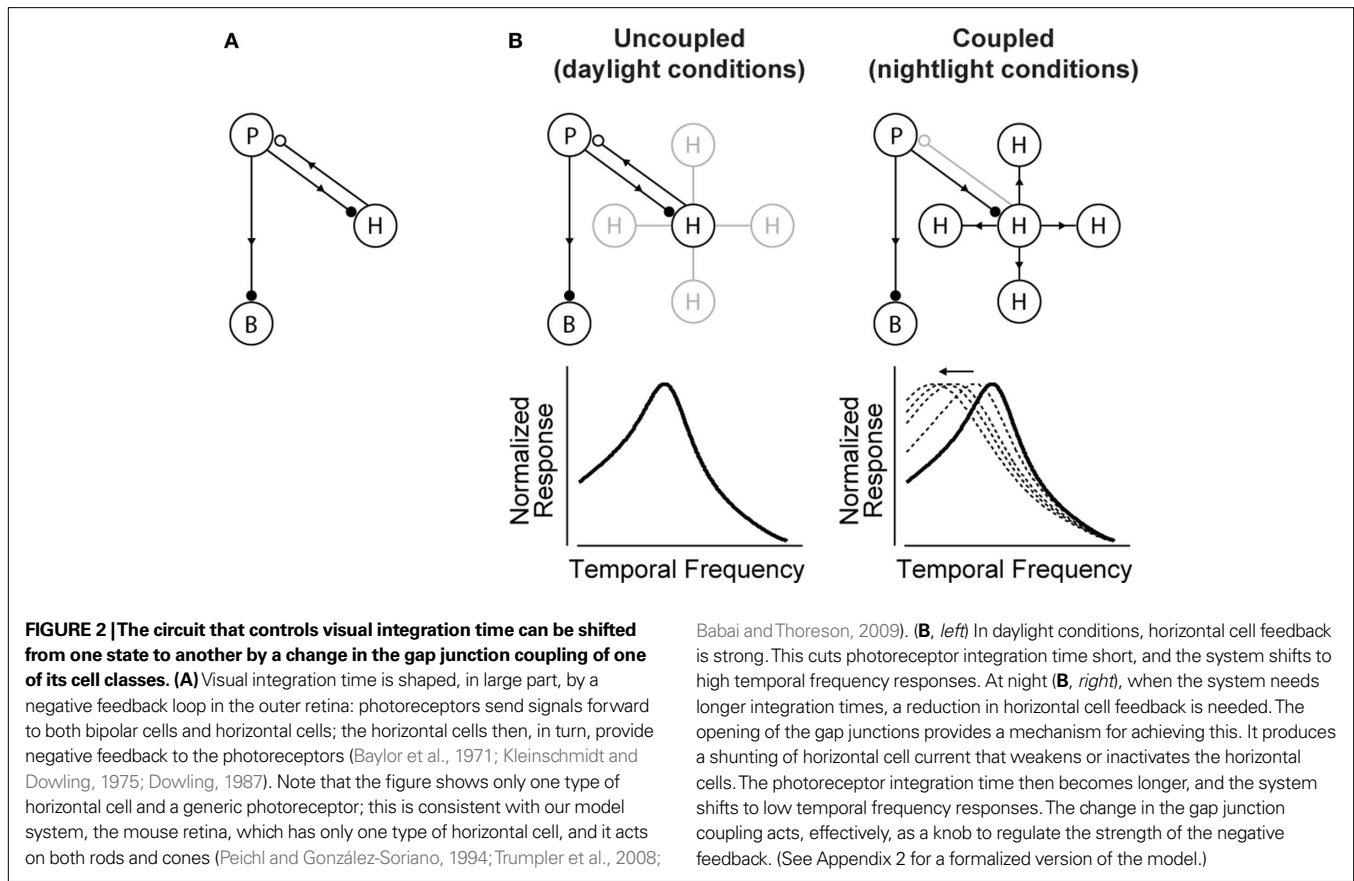 A
B
Uncoupled
(daylight conditions)
Coupled
(nightlight conditions)
P
H
B
P
H
H
H
H
H
B
P
H
H
H
H
H
B
Normalized
Response
Temporal Frequency
Normalized
Response
Temporal Frequency
FIGURE 2 | The circuit that controls visual integration time can be shifted
from one state to another by a change in the gap junction coupling of one
of its cell classes. (A) Visual integration time is shaped, in large part, by a
negative feedback loop in the outer retina: photoreceptors send signals forward
to both bipolar cells and horizontal cells; the horizontal cells then, in turn, provide
negative feedback to the photoreceptors (Baylor et al., 1971; Kleinschmidt and
Dowling, 1975; Dowling, 1987). Note that the figure shows only one type of
horizontal cell and a generic photoreceptor; this is consistent with our model
system, the mouse retina, which has only one type of horizontal cell, and it acts
on both rods and cones (Peichl and González-Soriano, 1994; Trumpler et al., 2008;
Babai and Thoreson, 2009). (B, left) In daylight conditions, horizontal cell feedback
is strong. This cuts photoreceptor integration time short, and the system shifts to
high temporal frequency responses. At night (B, right), when the system needs
longer integration times, a reduction in horizontal cell feedback is needed. The
opening of the gap junctions provides a mechanism for achieving this. It produces
a shunting of horizontal cell current that weakens or inactivates the horizontal
cells. The photoreceptor integration time then becomes longer, and the system
shifts to low temporal frequency responses. The change in the gap junction
coupling acts, effectively, as a knob to regulate the strength of the negative
feedback. (See Appendix 2 for a formalized version of the model.)